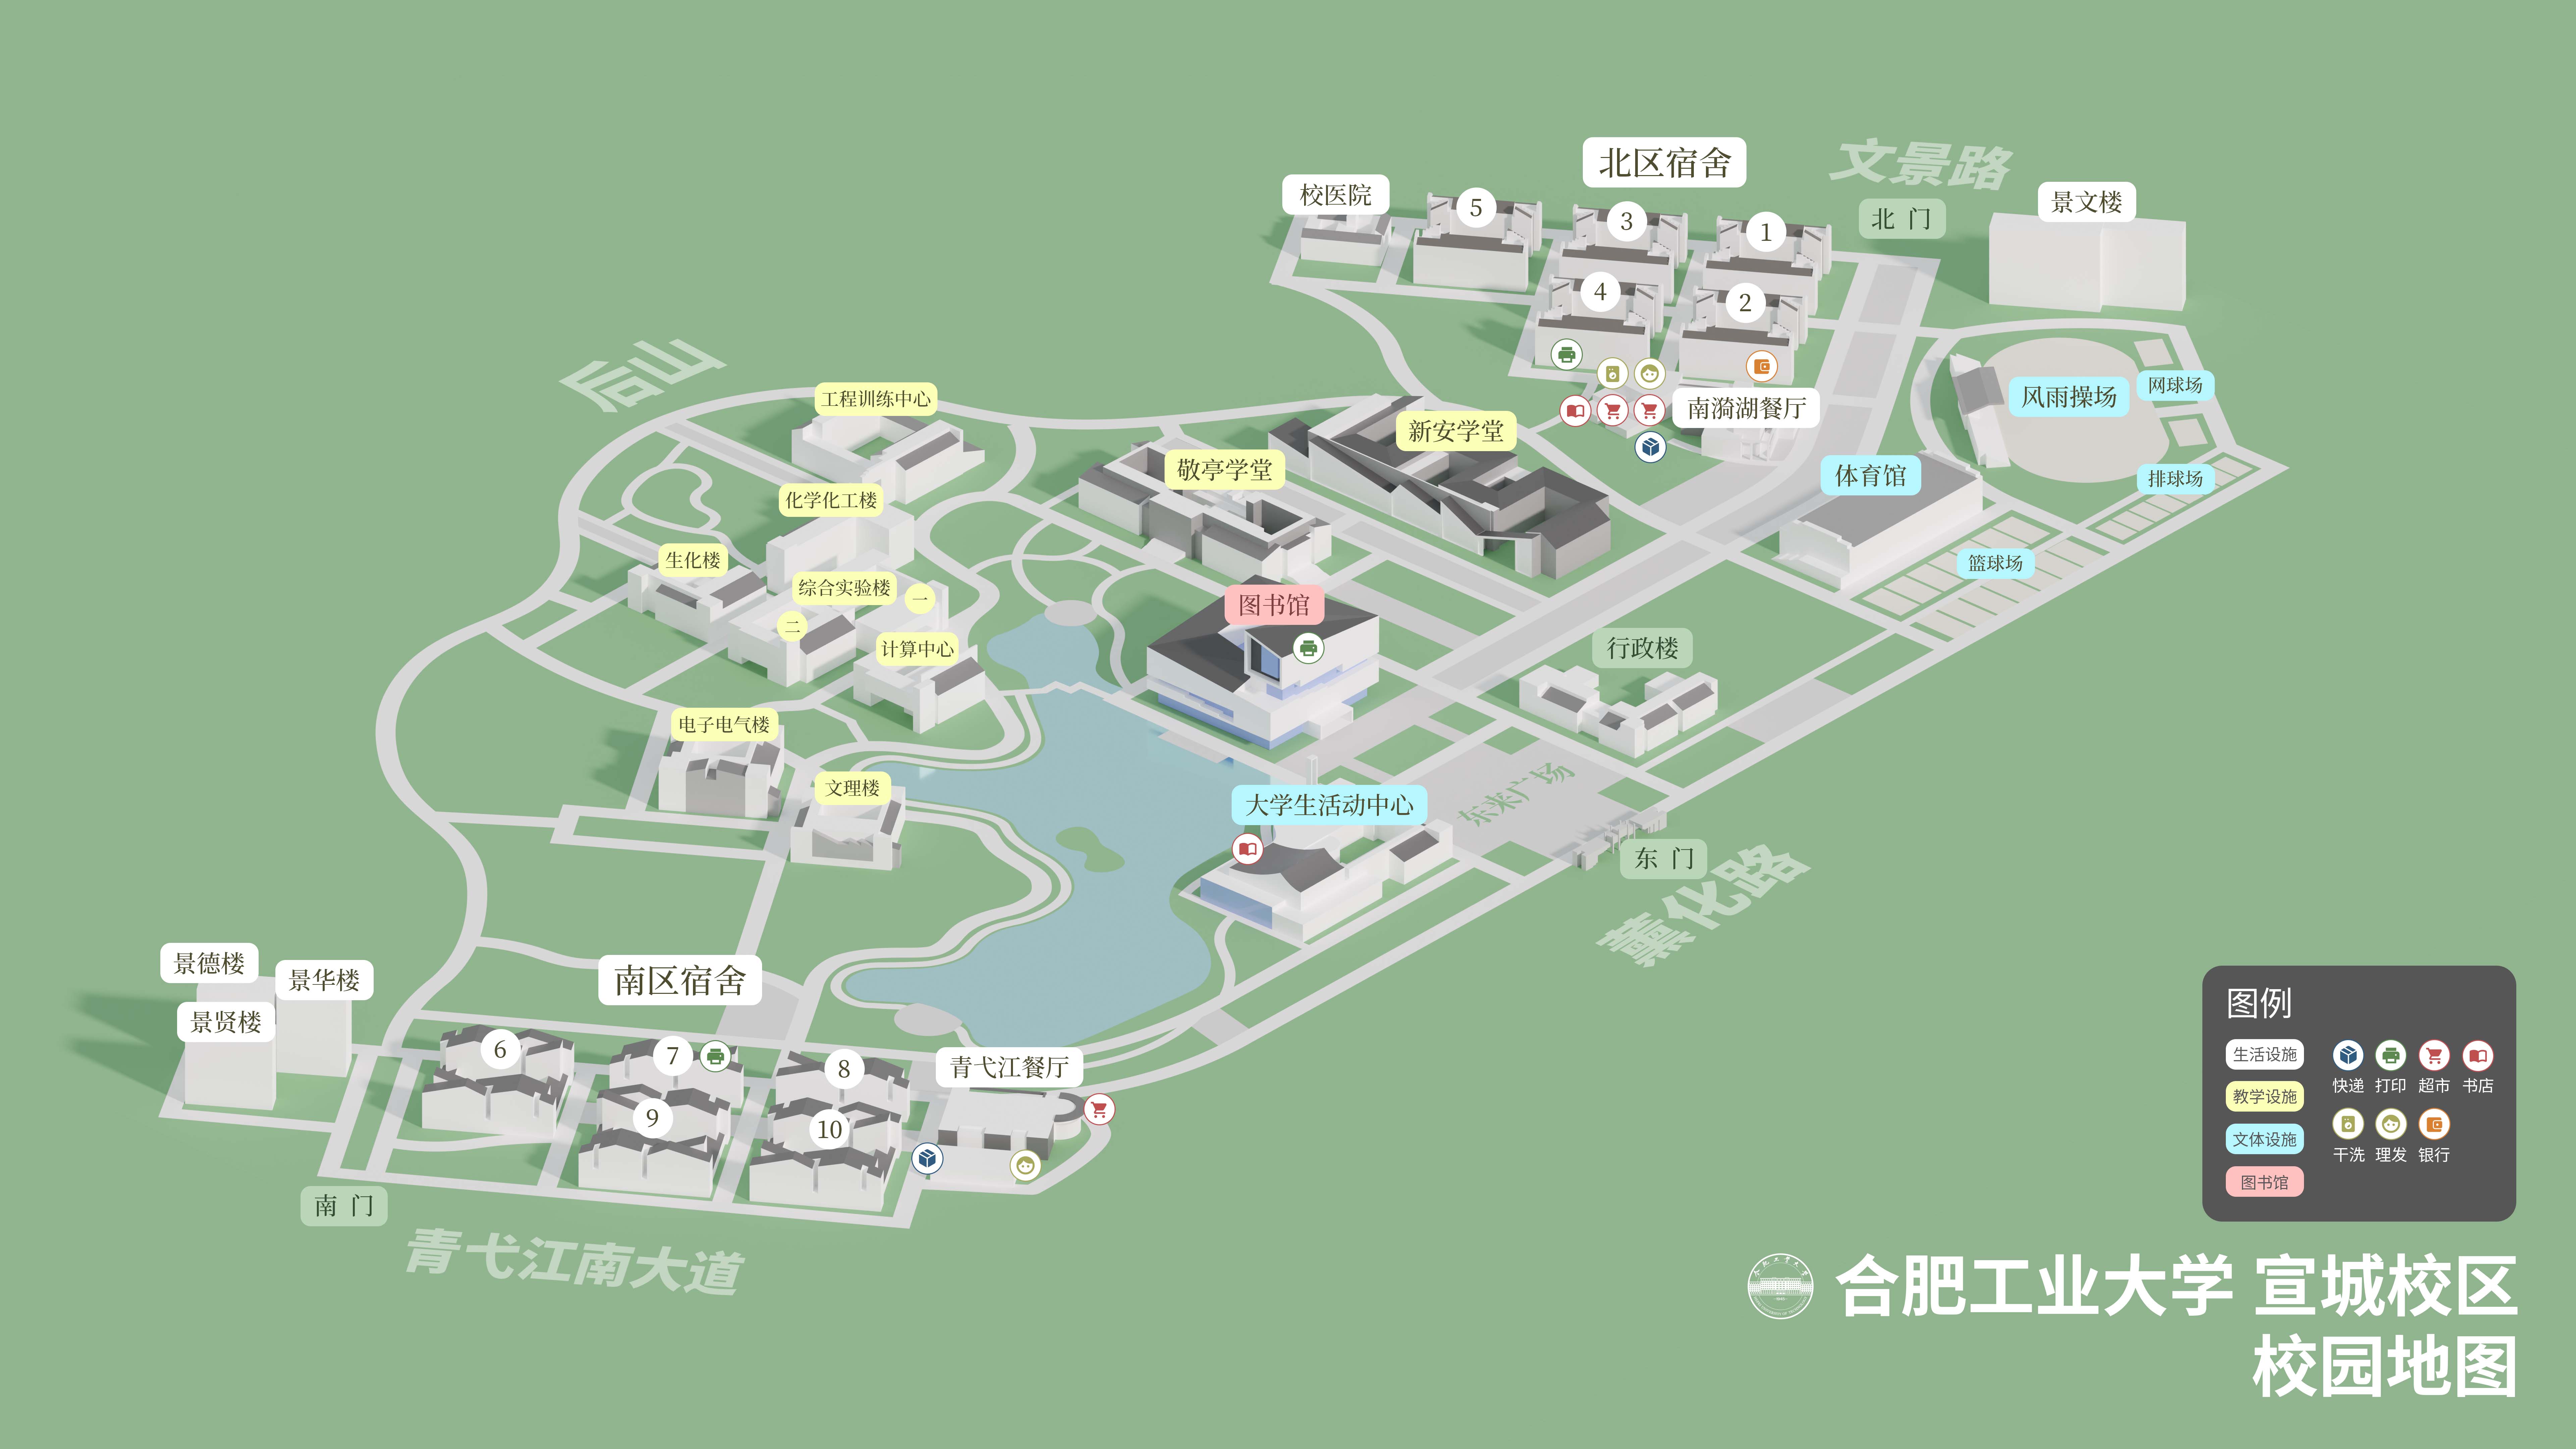 北区宿舍
文景路
校医院
景文楼
5
3
1
北 门
4
2
后山
工程训练中心
南漪湖餐厅
风雨操场
网球场
新安学堂
敬亭学堂
体育馆
排球场
化学化工楼
生化楼
综合实验楼
一
二
篮球场
图书馆
计算中心
行政楼
电子电气楼
文理楼
大学生活动中心
东来广场
东 门
薰化路
景德楼
景华楼
景贤楼
南区宿舍
6
7
8
青弋江餐厅
9
10
南 门
青弋江南大道
图例
生活设施
教学设施
文体设施
图书馆
快递 打印 超市 书店
干洗 理发 银行
合肥工业大学 宣城校区
校园地图